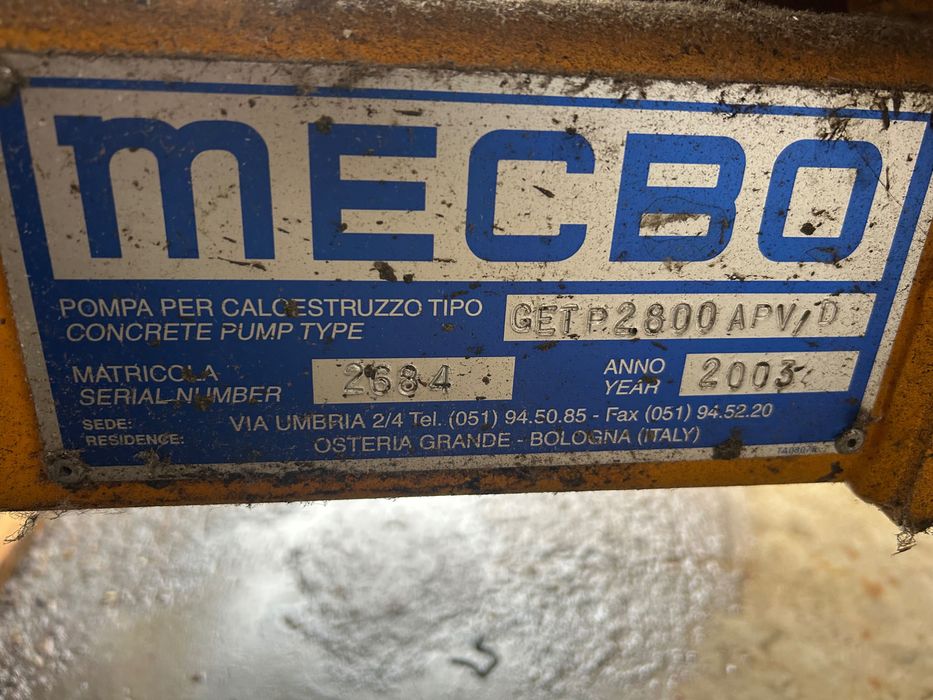 MECBO
POMPA PER CALCESTRUZZO TIPO
CONCRETE PUMP TYPE
GET P.2800 APV/D
MATRICOLA
SERIAL NUMBER
2684
ANNO
YEAR
2003
SEDE:
RESIDENCE:
VIA UMBRIA 2/4 Tel. (051) 94.50.85 - Fax (051) 94.52.20
OSTERIA GRANDE - BOLOGNA (ITALY)